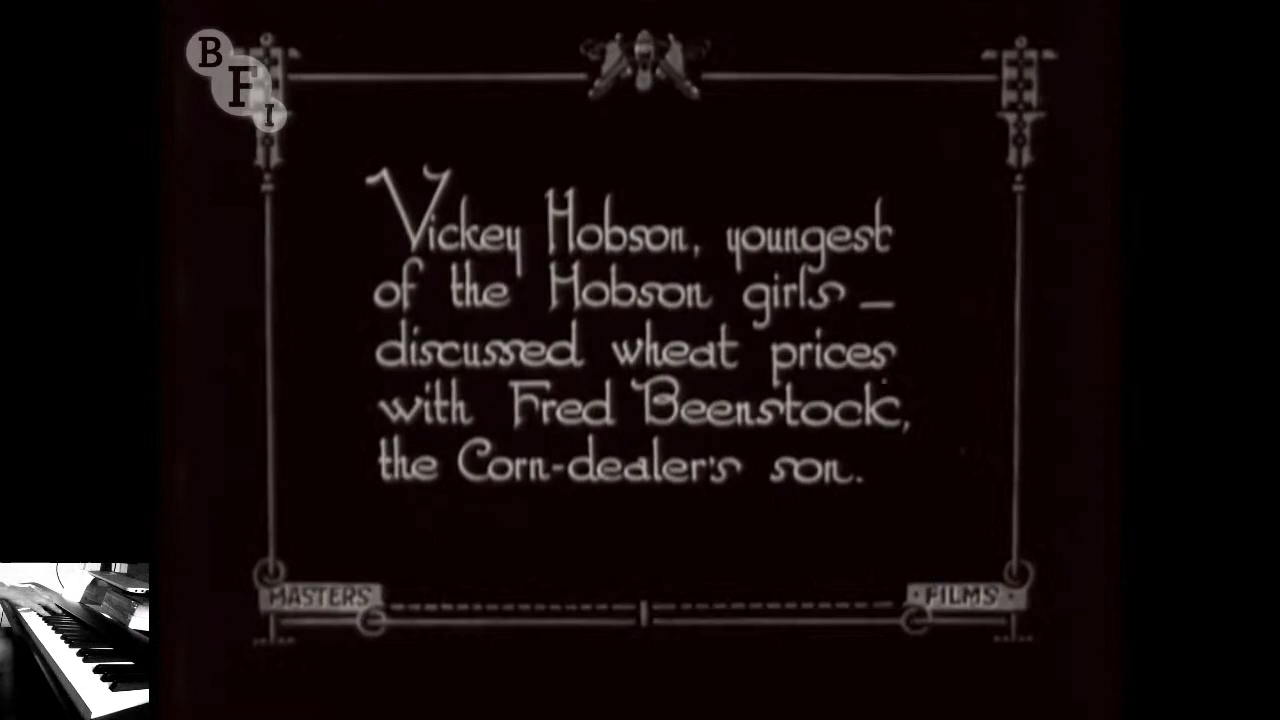 BFI
Vickey Hobson, youngest
of the Hobson girls —
discussed wheat prices
with Fred Beenstock,
the Corn-dealer's son.
MASTERS
· FILMS ·